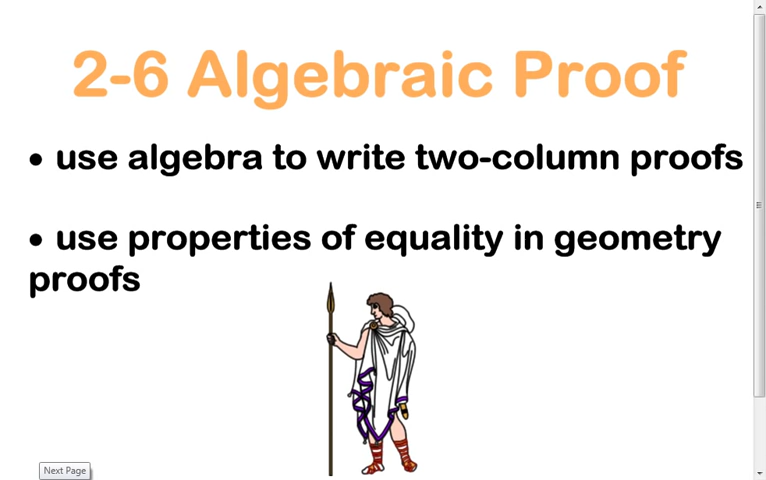 2-6 Algebraic Proof
• use algebra to write two-column proofs
• use properties of equality in geometry
proofs
Next Page